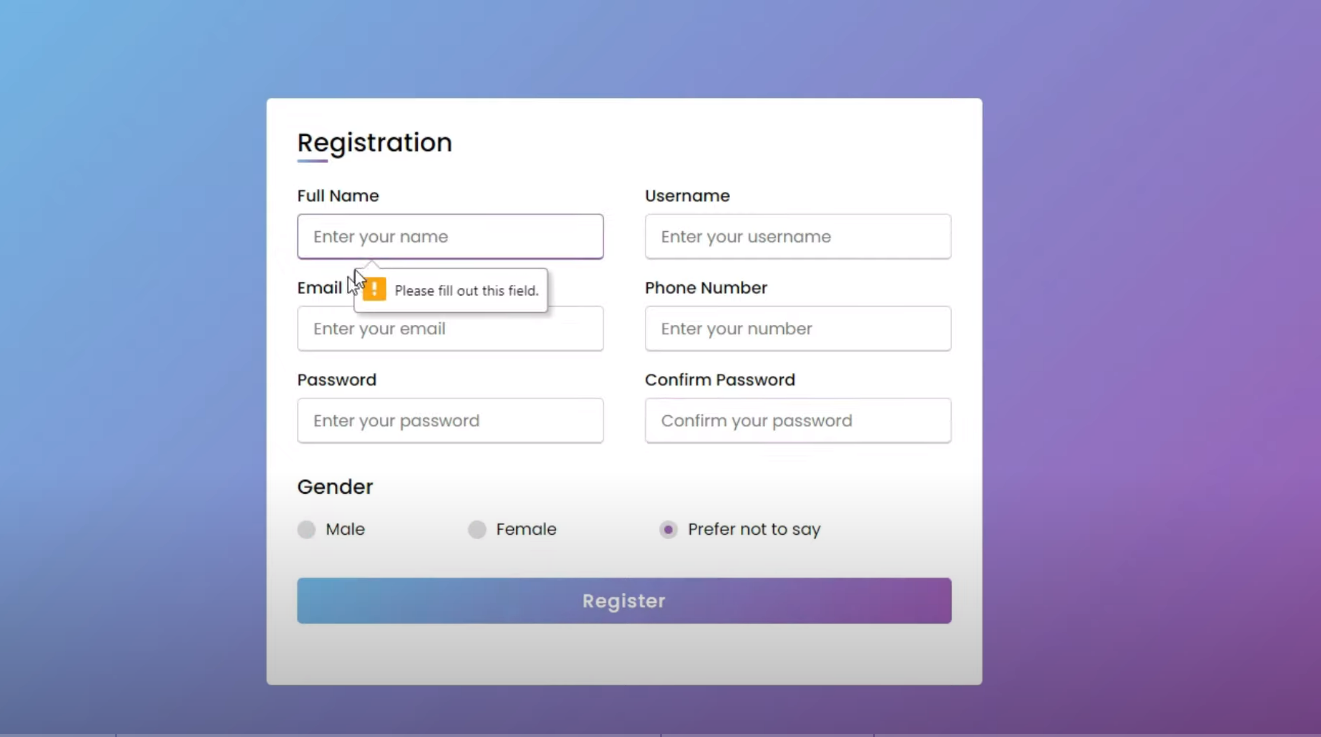 Registration
Full Name
Username
Enter your name
Enter your username
Please fill out this field.
Email
Phone Number
Enter your email
Enter your number
Password
Confirm Password
Enter your password
Confirm your password
Gender
Male
Female
Prefer not to say
Register